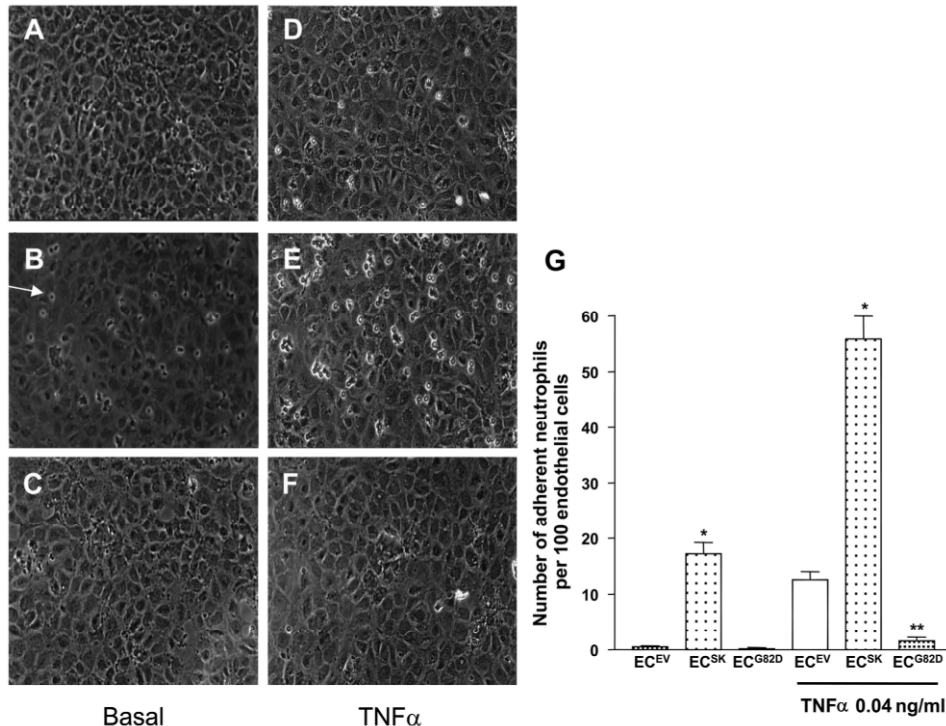 A
D
B
E
C
F
Basal
TNFα
G
Number of adherent neutrophils
per 100 endothelial cells
60
50
40
30
20
10
0
*
*
**
EC^EV EC^SK EC^G82D EC^EV EC^SK EC^G82D
TNFα 0.04 ng/ml